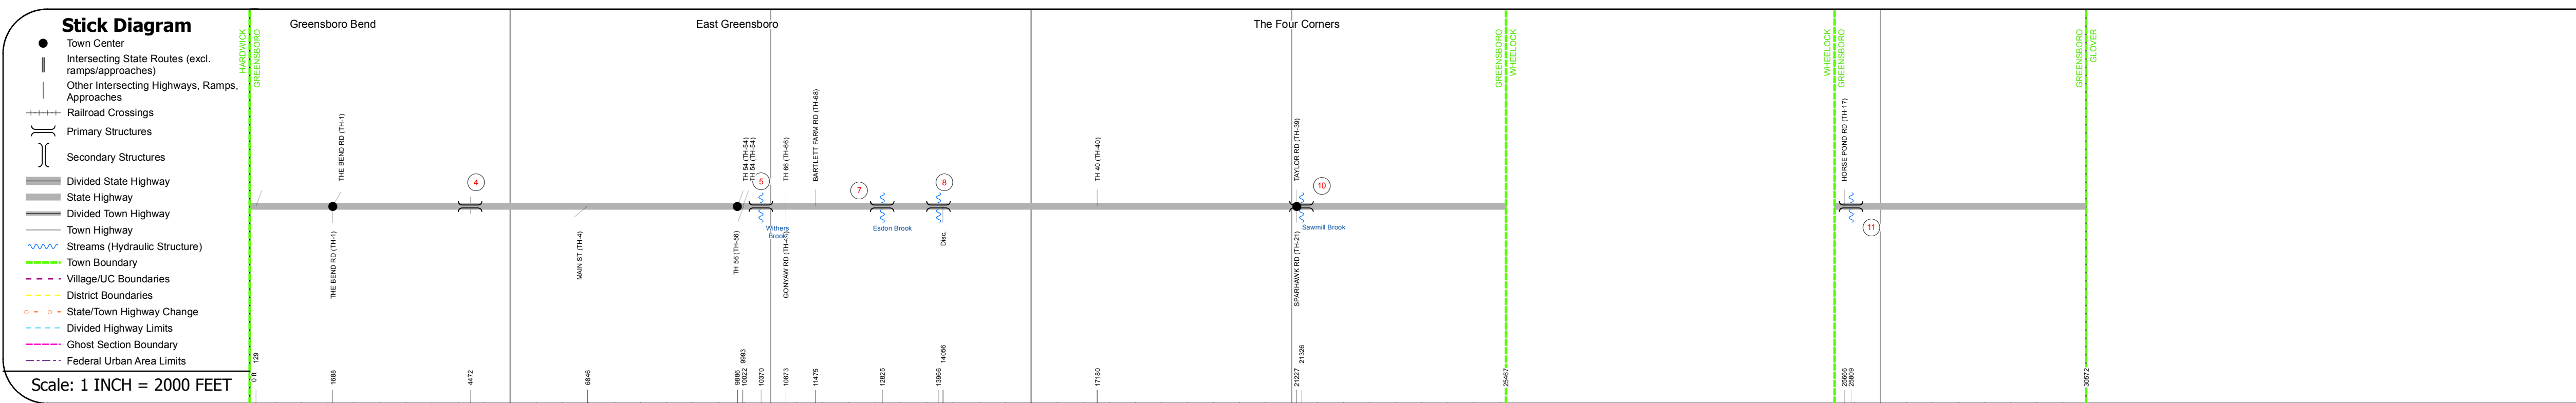 Stick Diagram
Town Center
Intersecting State Routes (excl.
ramps/approaches)
Other Intersecting Highways, Ramps,
Approaches
Railroad Crossings
Primary Structures
Secondary Structures
Divided State Highway
State Highway
Divided Town Highway
Town Highway
Streams (Hydraulic Structure)
Town Boundary
Village/UC Boundaries
District Boundaries
State/Town Highway Change
Divided Highway Limits
Ghost Section Boundary
Federal Urban Area Limits
Scale: 1 INCH = 2000 FEET
Greensboro Bend
East Greensboro
The Four Corners
HARDWICK
GREENSBORO
GREENSBORO
WHEELOCK
WHEELOCK
GREENSBORO
GREENSBORO
GLOVER
THE BEND RD (TH-1)
TH 54 (TH-54)
TH 54 (TH-54)
TH 66 (TH-66)
BARTLETT FARM RD (TH-68)
TH 40 (TH-40)
TAYLOR RD (TH-39)
HORSE POND RD (TH-17)
4
5
7
8
10
11
THE BEND RD (TH-1)
MAIN ST (TH-4)
TH 56 (TH-56)
Withers
Brook
GONYAW RD (TH-44)
Esdon Brook
Disc.
SPARHAWK RD (TH-21)
Sawmill Brook
0 ft
129
1688
4472
6846
9886
9993
10022
10370
10873
11475
12825
13966
14056
17180
21227
21326
25467
25666
25809
30572